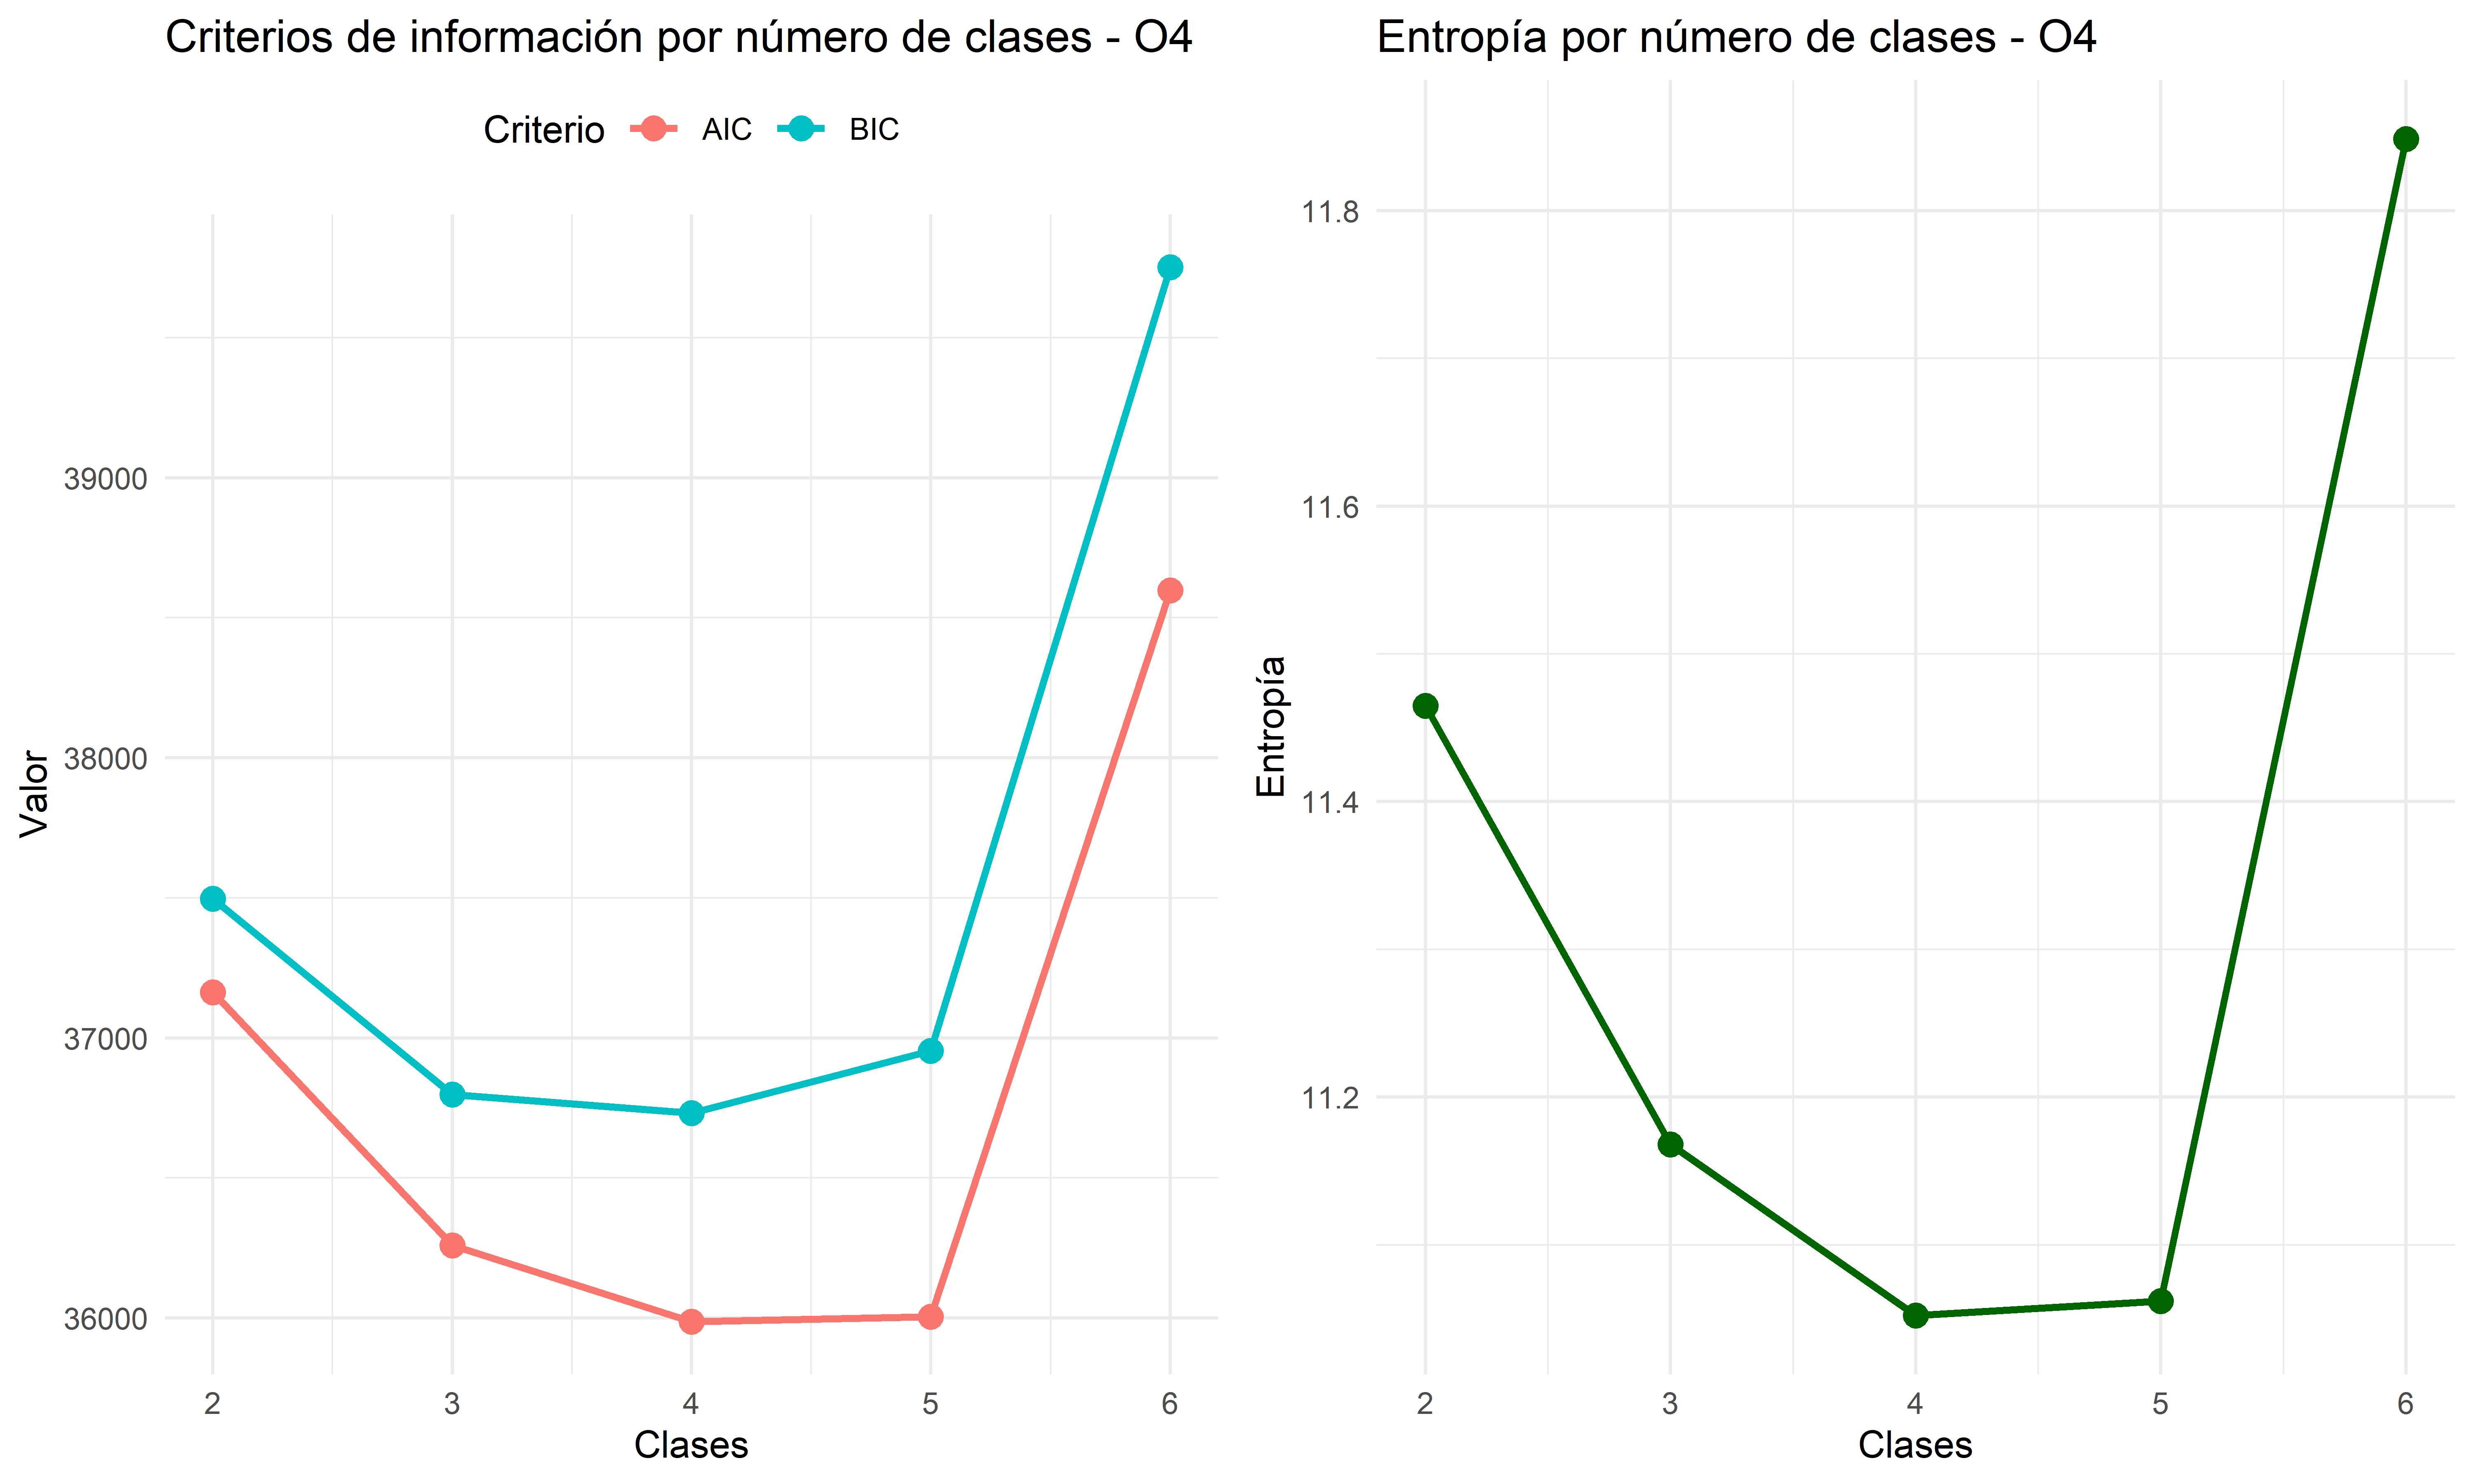 Criterios de información por número de clases - O4
Criterio AIC BIC
Valor
39000
38000
37000
36000
2 3 4 5 6
Clases
Entropía por número de clases - O4
Entropía
11.8
11.6
11.4
11.2
2 3 4 5 6
Clases